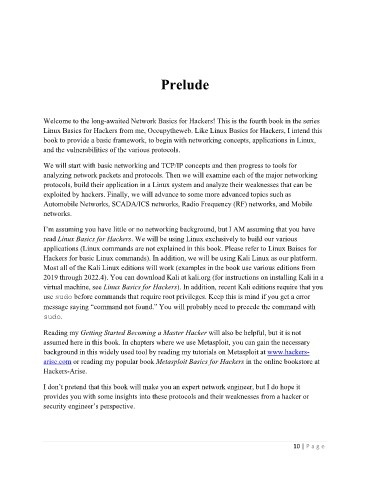 Prelude
Welcome to the long-awaited Network Basics for Hackers! This is the fourth book in the series
Linux Basics for Hackers from me, Occupytheweb. Like Linux Basics for Hackers, I intend this
book to provide a basic framework, to begin with networking concepts, applications in Linux,
and the vulnerabilities of the various protocols.
We will start with basic networking and TCP/IP concepts and then progress to tools for
analyzing network packets and protocols. Then we will examine each of the major networking
protocols, build their application in a Linux system and analyze their weaknesses that can be
exploited by hackers. Finally, we will advance to some more advanced topics such as
Automobile Networks, SCADA/ICS networks, Radio Frequency (RF) networks, and Mobile
networks.
I'm assuming you have little or no networking background, but I AM assuming that you have
read Linux Basics for Hackers. We will be using Linux exclusively to build our various
applications (Linux commands are not explained in this book. Please refer to Linux Basics for
Hackers for basic Linux commands). In addition, we will be using Kali Linux as our platform.
Most all of the Kali Linux editions will work (examples in the book use various editions from
2019 through 2022.4). You can download Kali at kali.org (for instructions on installing Kali in a
virtual machine, see Linux Basics for Hackers). In addition, recent Kali editions require that you
use sudo before commands that require root privileges. Keep this is mind if you get a error
message saying "command not found." You will probably need to precede the command with
sudo.
Reading my Getting Started Becoming a Master Hacker will also be helpful, but it is not
assumed here in this book. In chapters where we use Metasploit, you can gain the necessary
background in this widely used tool by reading my tutorials on Metasploit at www.hackers-
arise.com or reading my popular book Metasploit Basics for Hackers in the online bookstore at
Hackers-Arise.
I don't pretend that this book will make you an expert network engineer, but I do hope it
provides you with some insights into these protocols and their weaknesses from a hacker or
security engineer's perspective.
10 | Page